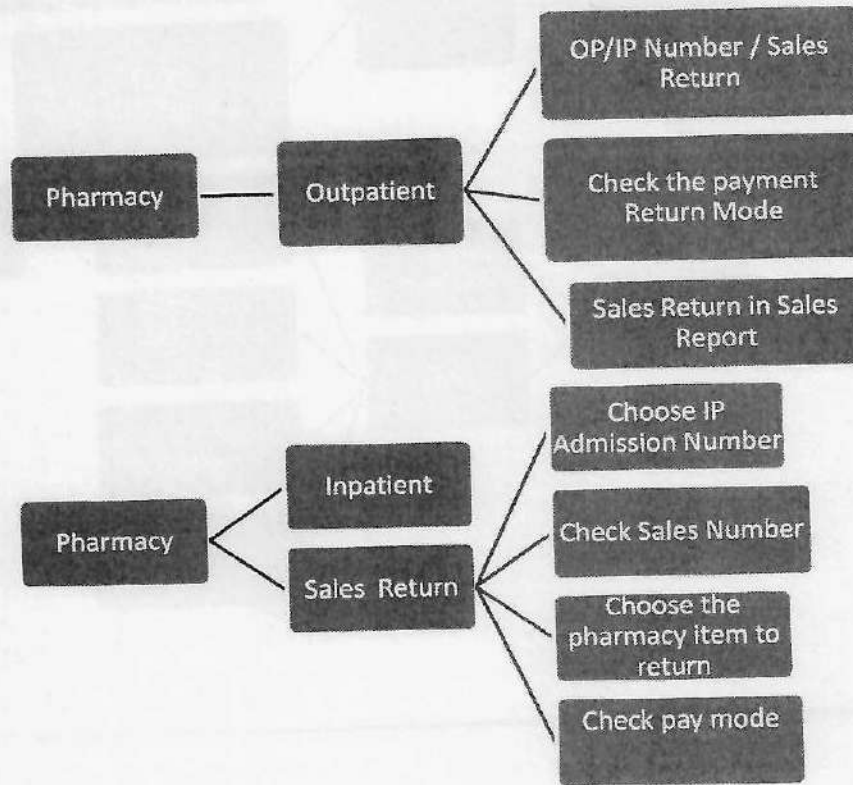 OP/IP Number / Sales
Return
Pharmacy
Outpatient
Check the payment
Return Mode
Sales Return in Sales
Report
Choose IP
Admission Number
Inpatient
Pharmacy
Check Sales Number
Sales Return
Choose the
pharmacy item to
return
Check pay mode